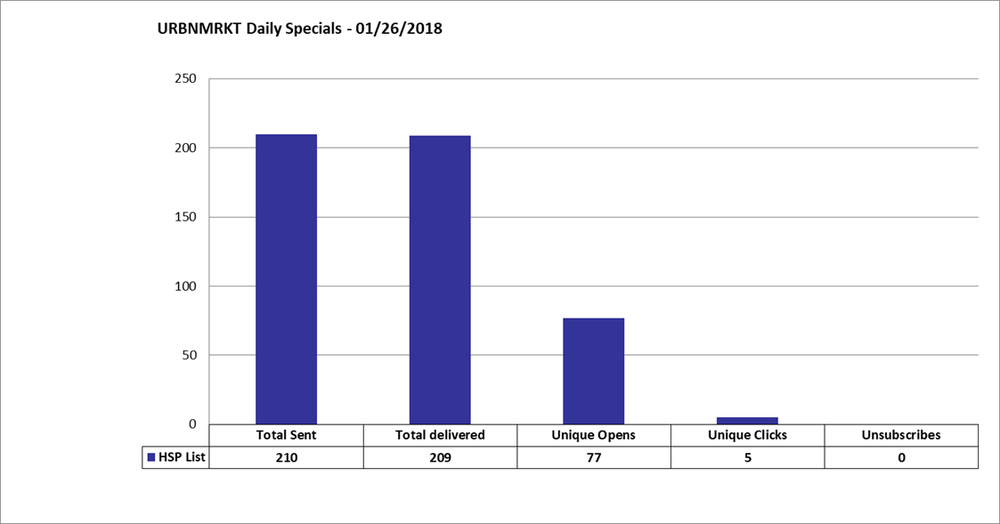 URBNMRKT Daily Specials - 01/26/2018
250
200
150
100
50
0
Total Sent Total delivered Unique Opens Unique Clicks Unsubscribes
HSP List 210 209 77 5 0